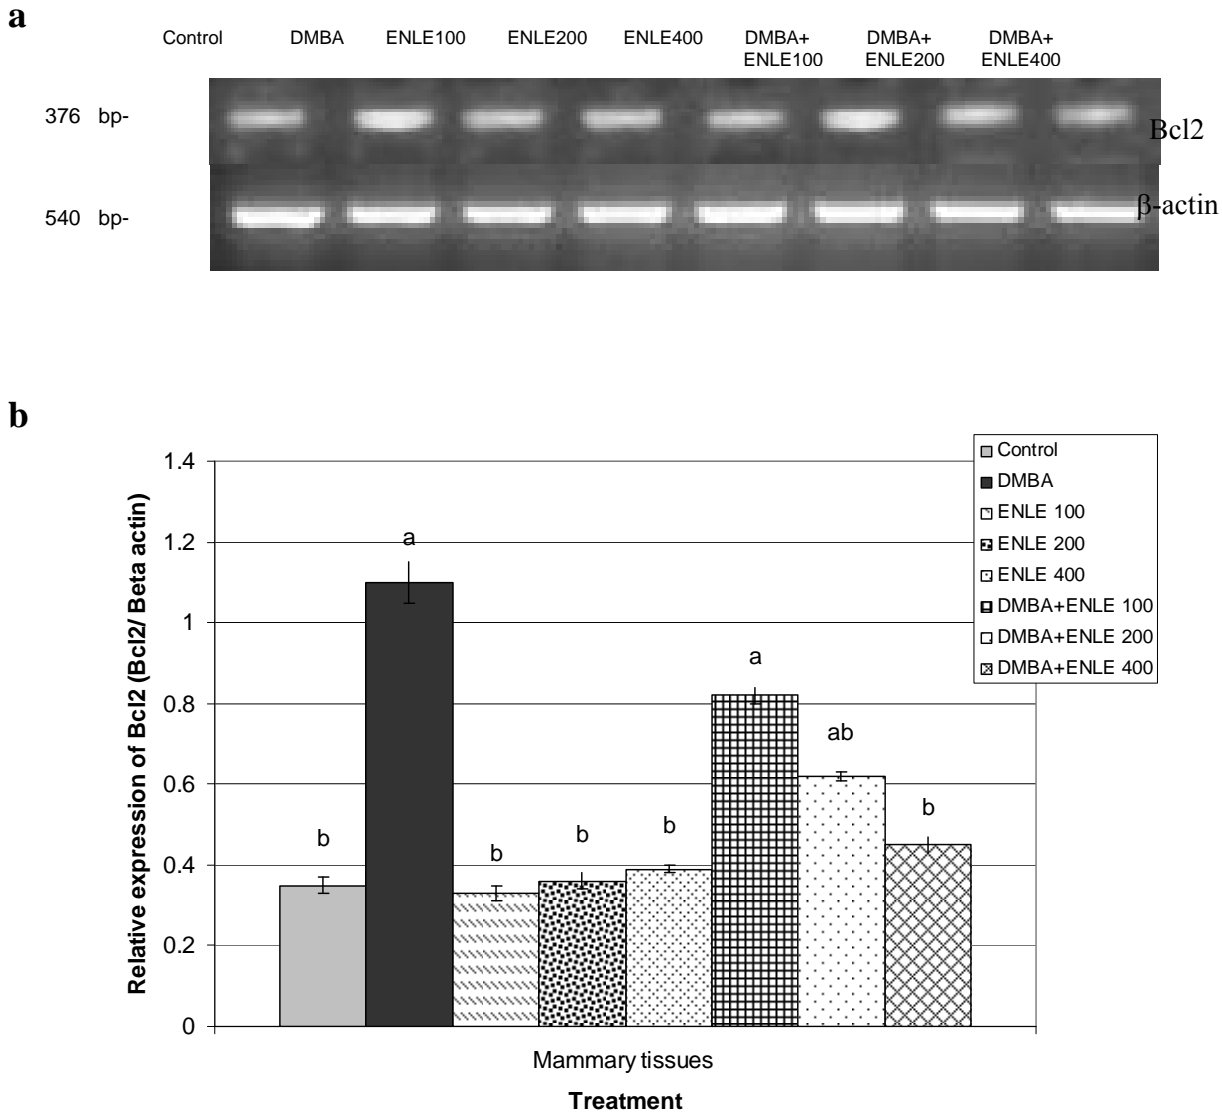 a
Control DMBA ENLE100 ENLE200 ENLE400 DMBA+ DMBA+ DMBA+
ENLE100 ENLE200 ENLE400
376 bp-
Bcl2
540 bp-
β-actin
b
Relative expression of Bcl2 (Bcl2/ Beta actin)
1.4
1.2
1
0.8
0.6
0.4
0.2
0
b
a
b
b
b
a
ab
b
Control
DMBA
ENLE 100
ENLE 200
ENLE 400
DMBA+ENLE 100
DMBA+ENLE 200
DMBA+ENLE 400
Mammary tissues
Treatment